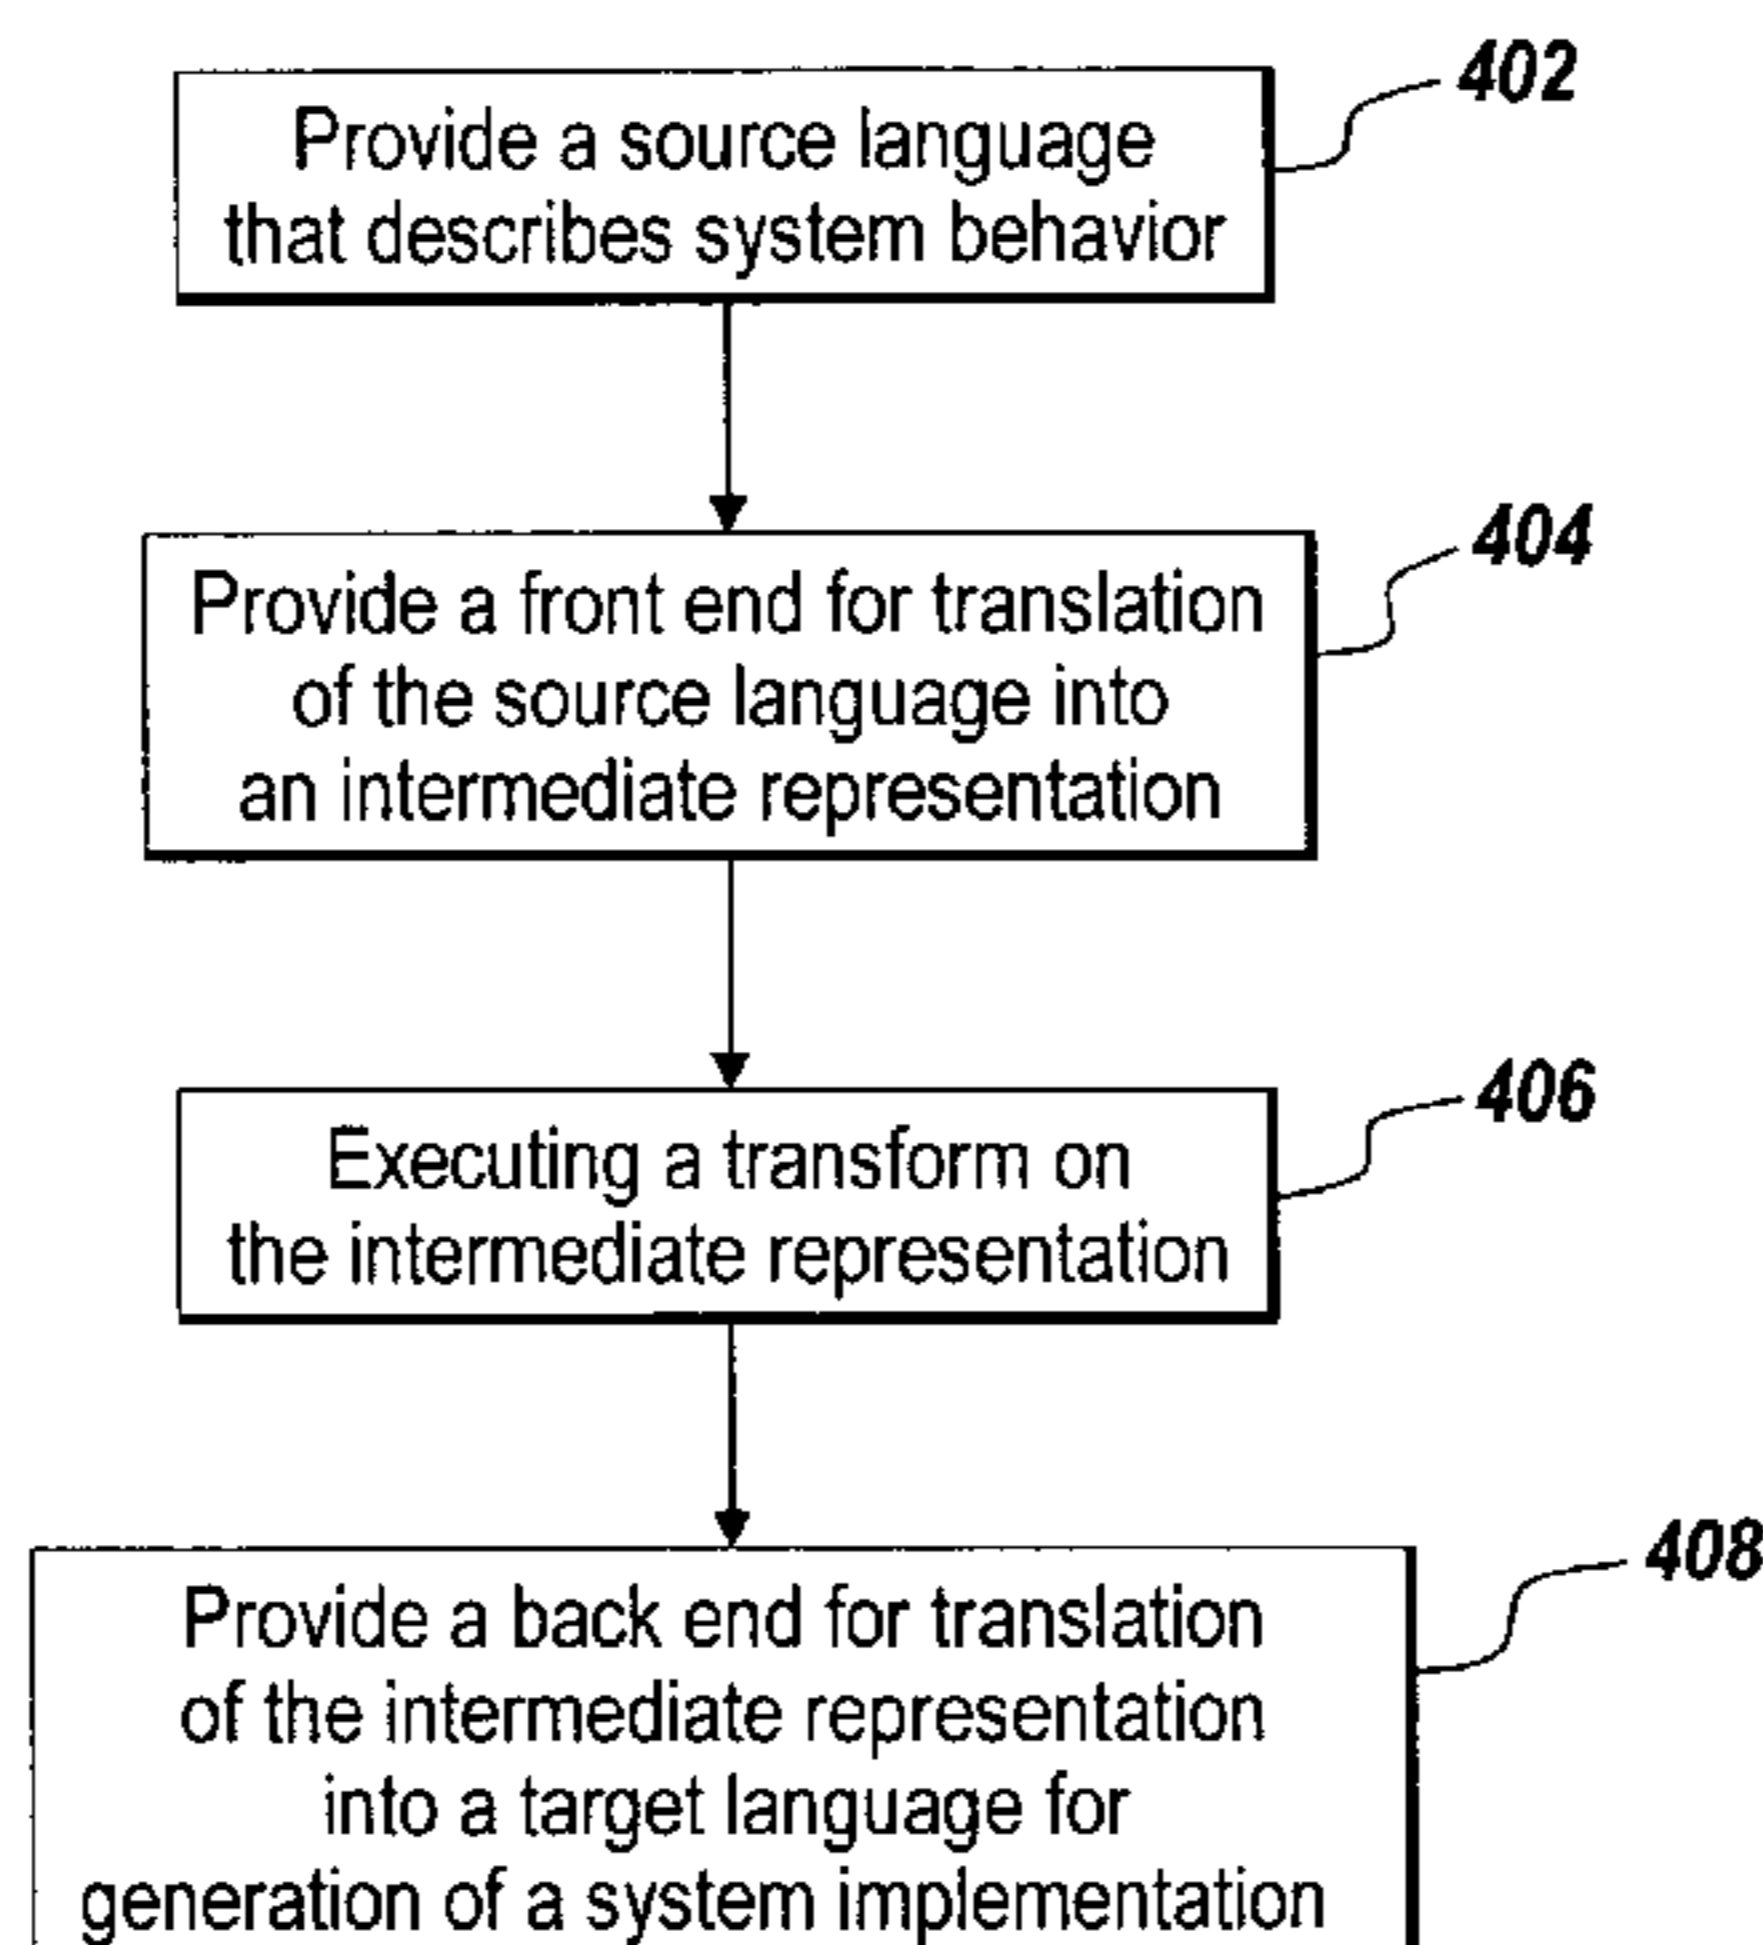 402
Provide a source language
that describes system behavior
404
Provide a front end for translation
of the source language into
an intermediate representation
406
Executing a transform on
the intermediate representation
408
Provide a back end for translation
of the intermediate representation
into a target language for
generation of a system implementation